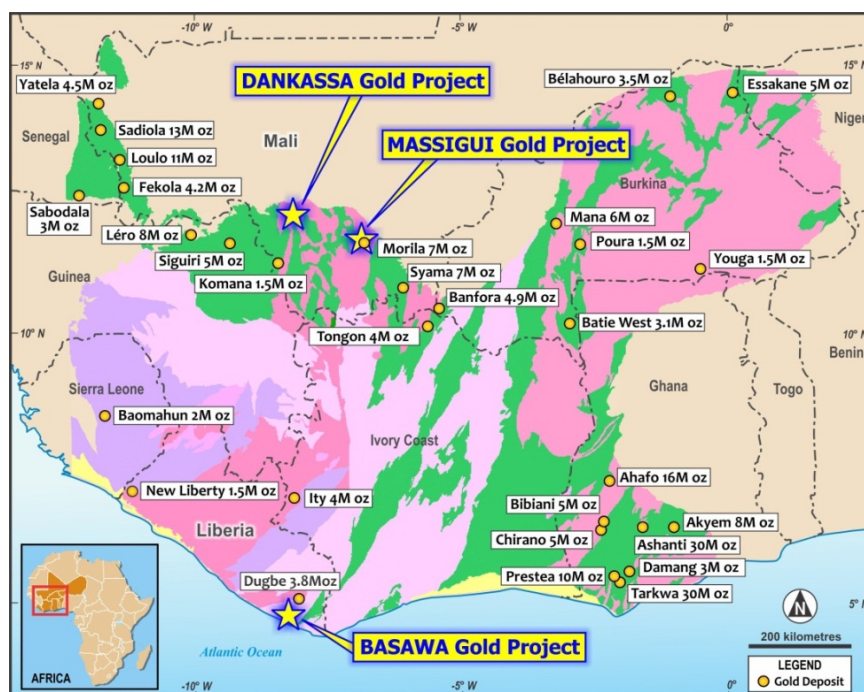 -10° W
-5° W
0°
15° N
15° N
DANKASSA Gold Project
Bélahouro 3.5M oz
Essakane 5M oz
Yatela 4.5M oz
Senegal
Sadiola 13M oz
Mali
MASSIGUI Gold Project
Niger
Loulo 11M oz
Fekola 4.2M oz
Burkina
Sabodala
3M oz
Mana 6M oz
Léro 8M oz
Morila 7M oz
Poura 1.5M oz
Siguiri 5M oz
Youga 1.5M oz
Guinea
Komana 1.5M oz
Syama 7M oz
Banfora 4.9M oz
10° N
Tongon 4M oz
Batie West 3.1M oz
10° N
Benin
Ghana
Sierra Leone
Togo
Baomahun 2M oz
Ivory Coast
Ahafo 16M oz
New Liberty 1.5M oz
Ity 4M oz
Bibiani 5M oz
Akyem 8M oz
Liberia
Chirano 5M oz
Ashanti 30M oz
Damang 3M oz
Dugbe 3.8Moz
Prestea 10M oz
Tarkwa 30M oz
N
5° N
200 kilometres
BASAWA Gold Project
Atlantic Ocean
LEGEND
Gold Deposit
AFRICA
-10° W
-5° W
0°